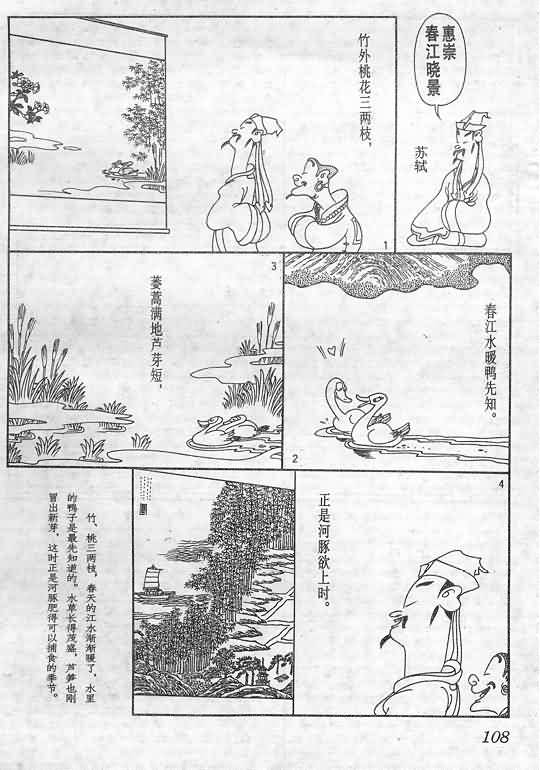 惠崇
春江晓景
苏轼
竹外桃花三两枝，
1
春江水暖鸭先知。
2
3
蒌蒿满地芦芽短，
4
正是河豚欲上时。
竹、桃三两枝，春天的江水渐渐暖了，水里
的鸭子是最先知道的。水草长得茂盛，芦笋也刚
冒出新芽，这时正是河豚肥得可以捕食的季节。
108